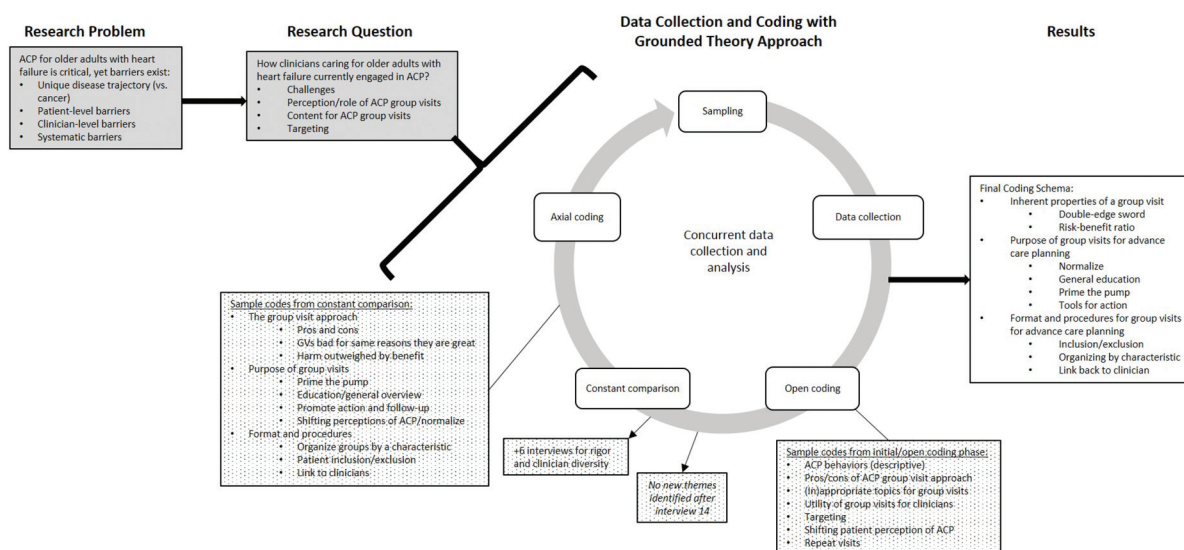 Research Problem
ACP for older adults with heart
failure is critical, yet barriers exist:
• Unique disease trajectory (vs.
cancer)
• Patient-level barriers
• Clinician-level barriers
• Systematic barriers
Research Question
How clinicians caring for older adults with
heart failure currently engaged in ACP?
• Challenges
• Perception/role of ACP group visits
• Content for ACP group visits
• Targeting
Data Collection and Coding with
Grounded Theory Approach
Sampling
Data collection
Open coding
Constant comparison
Axial coding
Concurrent data
collection and
analysis
Sample codes from constant comparison:
• The group visit approach
• Pros and cons
• GVs bad for same reasons they are great
• Harm outweighed by benefit
• Purpose of group visits
• Prime the pump
• Education/general overview
• Promote action and follow-up
• Shifting perceptions of ACP/normalize
• Format and procedures
• Organize groups by a characteristic
• Patient inclusion/exclusion
• Link to clinicians
+6 interviews for rigor
and clinician diversity
No new themes
identified after
interview 14
Sample codes from initial/open coding phase:
• ACP behaviors (descriptive)
• Pros/cons of ACP group visit approach
• (In)appropriate topics for group visits
• Utility of group visits for clinicians
• Targeting
• Shifting patient perception of ACP
• Repeat visits
Results
Final Coding Schema:
• Inherent properties of a group visit
• Double-edge sword
• Risk-benefit ratio
• Purpose of group visits for advance
care planning
• Normalize
• General education
• Prime the pump
• Tools for action
• Format and procedures for group visits
for advance care planning
• Inclusion/exclusion
• Organizing by characteristic
• Link back to clinician